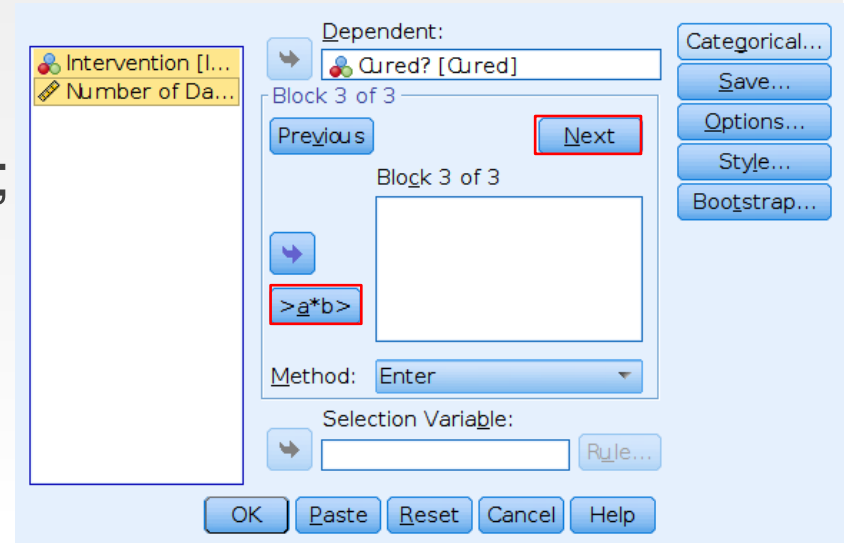 ;
Intervention [I...
Number of Da...
Dependent:
Cured? [Cured]
Block 3 of 3
Previous
Next
Block 3 of 3
>a*b>
Method: Enter
Selection Variable:
Rule...
Categorical...
Save...
Options...
Style...
Bootstrap...
OK Paste Reset Cancel Help